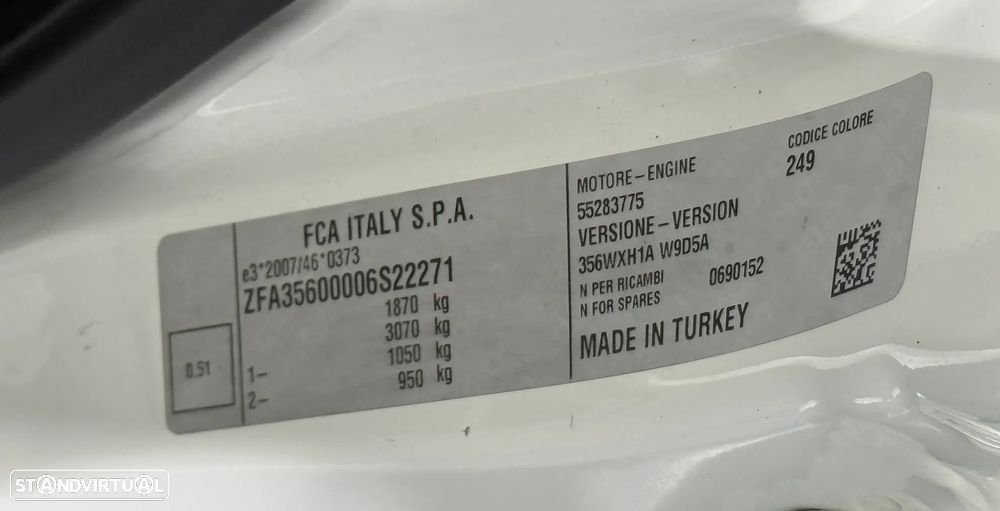 FCA ITALY S.P.A.
e3*2007/46*0373
ZFA35600006S22271
1870 kg
3070 kg
1- 1050 kg
2- 950 kg
0.51
MOTORE-ENGINE
55283775
VERSIONE-VERSION
356WXH1A W9D5A
N PER RICAMBI
N FOR SPARES
0690152
MADE IN TURKEY
CODICE COLORE
249
STANDVIRTUAL